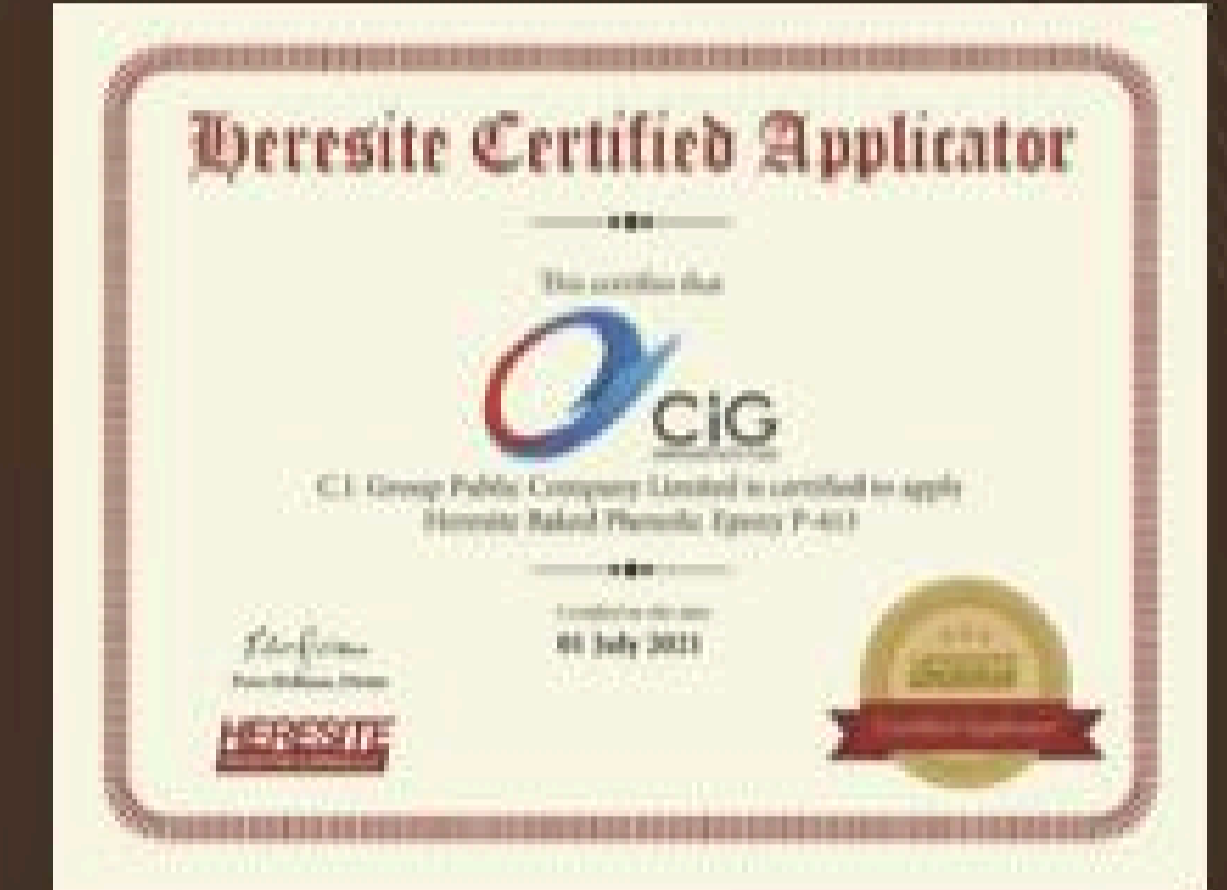 Heresite Certified Applicator
This certifies that
CiG
C.I. Group Public Company Limited is certified to apply
Heresite Baked Phenolic Epoxy P-413
Certified on this date
01 July 2021
HERESITE